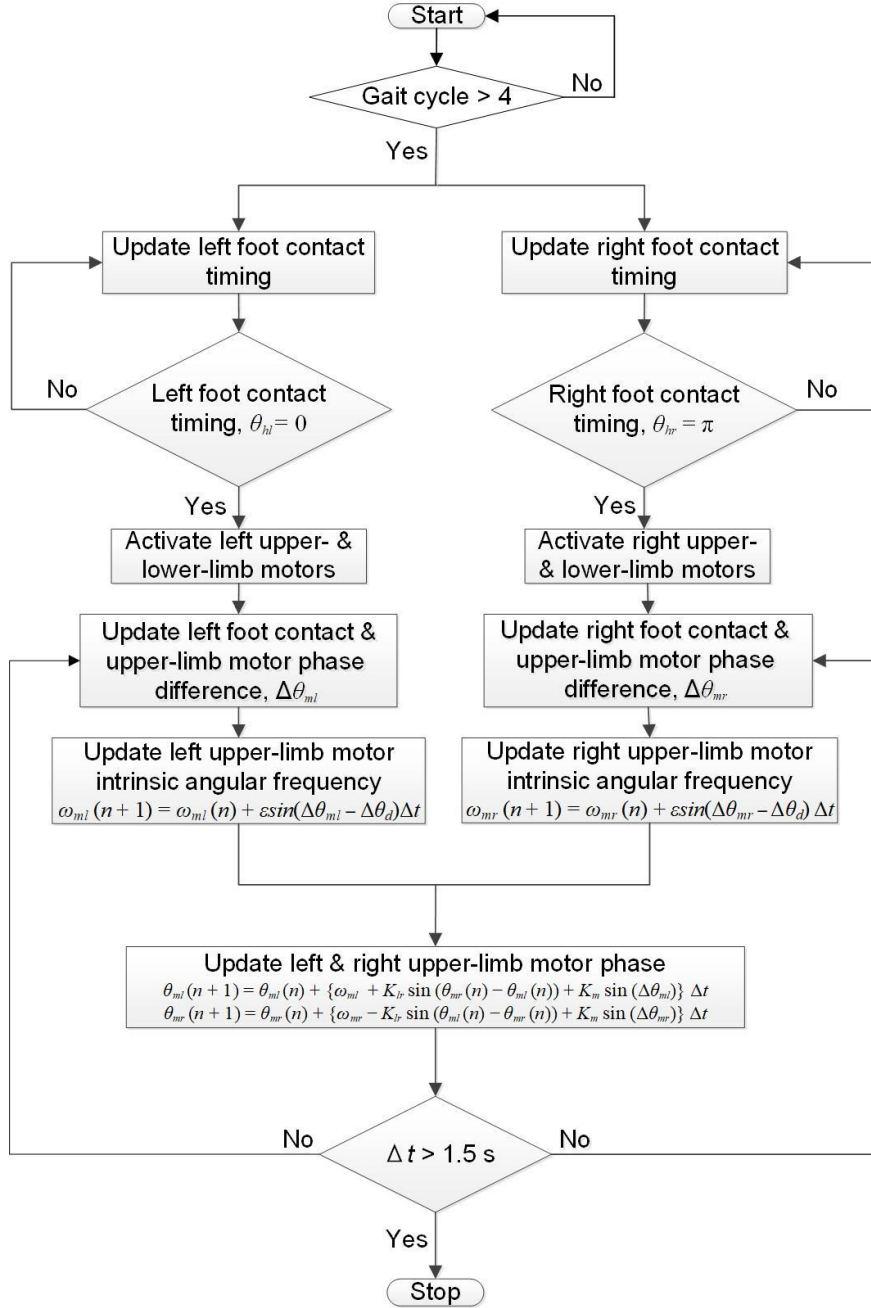 Start
Gait cycle > 4
No
Yes
Update left foot contact
timing
Update right foot contact
timing
No
Left foot contact
timing, θhl = 0
Right foot contact
timing, θhr = π
No
Yes
Yes
Activate left upper- &
lower-limb motors
Activate right upper-
& lower-limb motors
Update left foot contact &
upper-limb motor phase
difference, Δθml
Update right foot contact &
upper-limb motor phase
difference, Δθmr
Update left upper-limb motor
intrinsic angular frequency
ωml (n + 1) = ωml (n) + εsin(Δθml – Δθd)Δt
Update right upper-limb motor
intrinsic angular frequency
ωmr (n + 1) = ωmr (n) + εsin(Δθmr – Δθd) Δt
Update left & right upper-limb motor phase
θml (n + 1) = θml (n) + {ωml + Klr sin (θmr (n) – θml (n)) + Km sin (Δθml)} Δt
θmr (n + 1) = θmr (n) + {ωmr – Klr sin (θml (n) – θmr (n)) + Km sin (Δθmr)} Δt
No
Δ t > 1.5 s
No
Yes
Stop